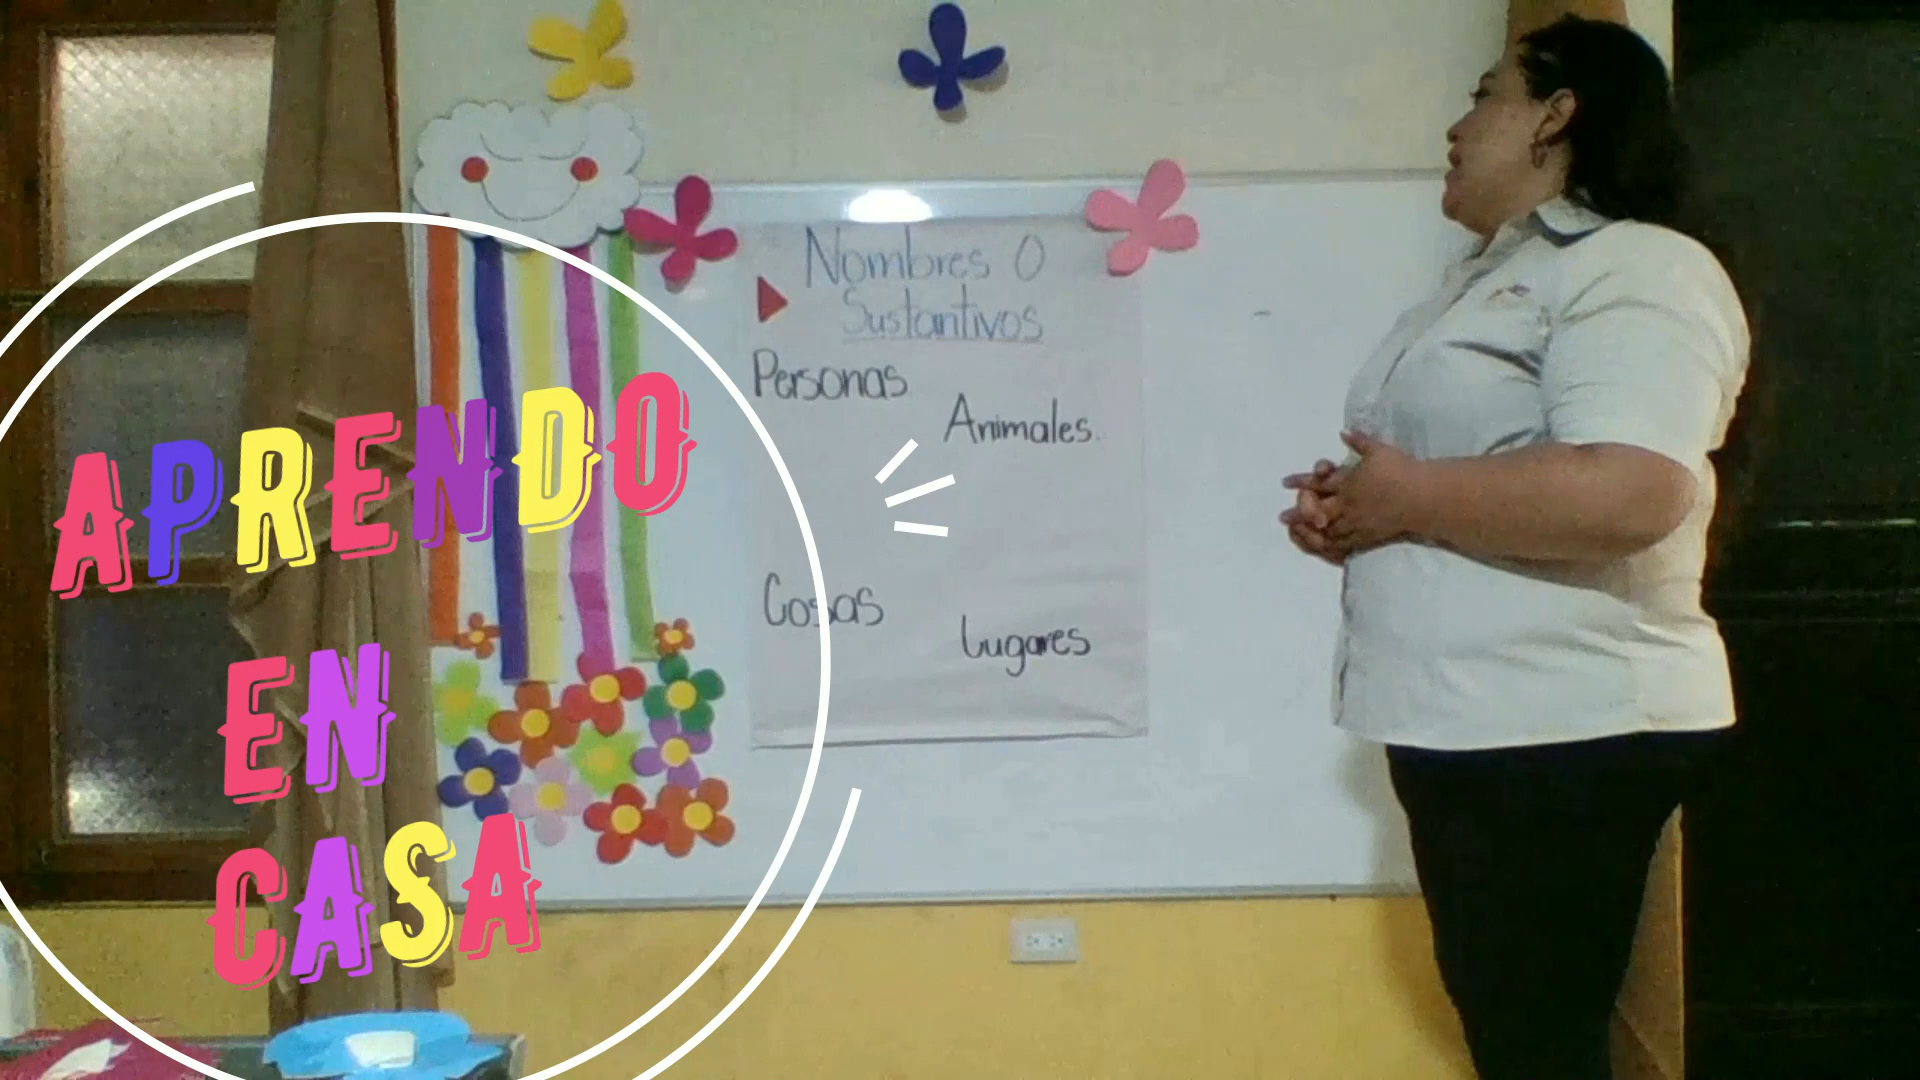 APRENDO
EN
CASA
Nombres O
Sustantivos
Personas
Animales.
Cosas
Lugares